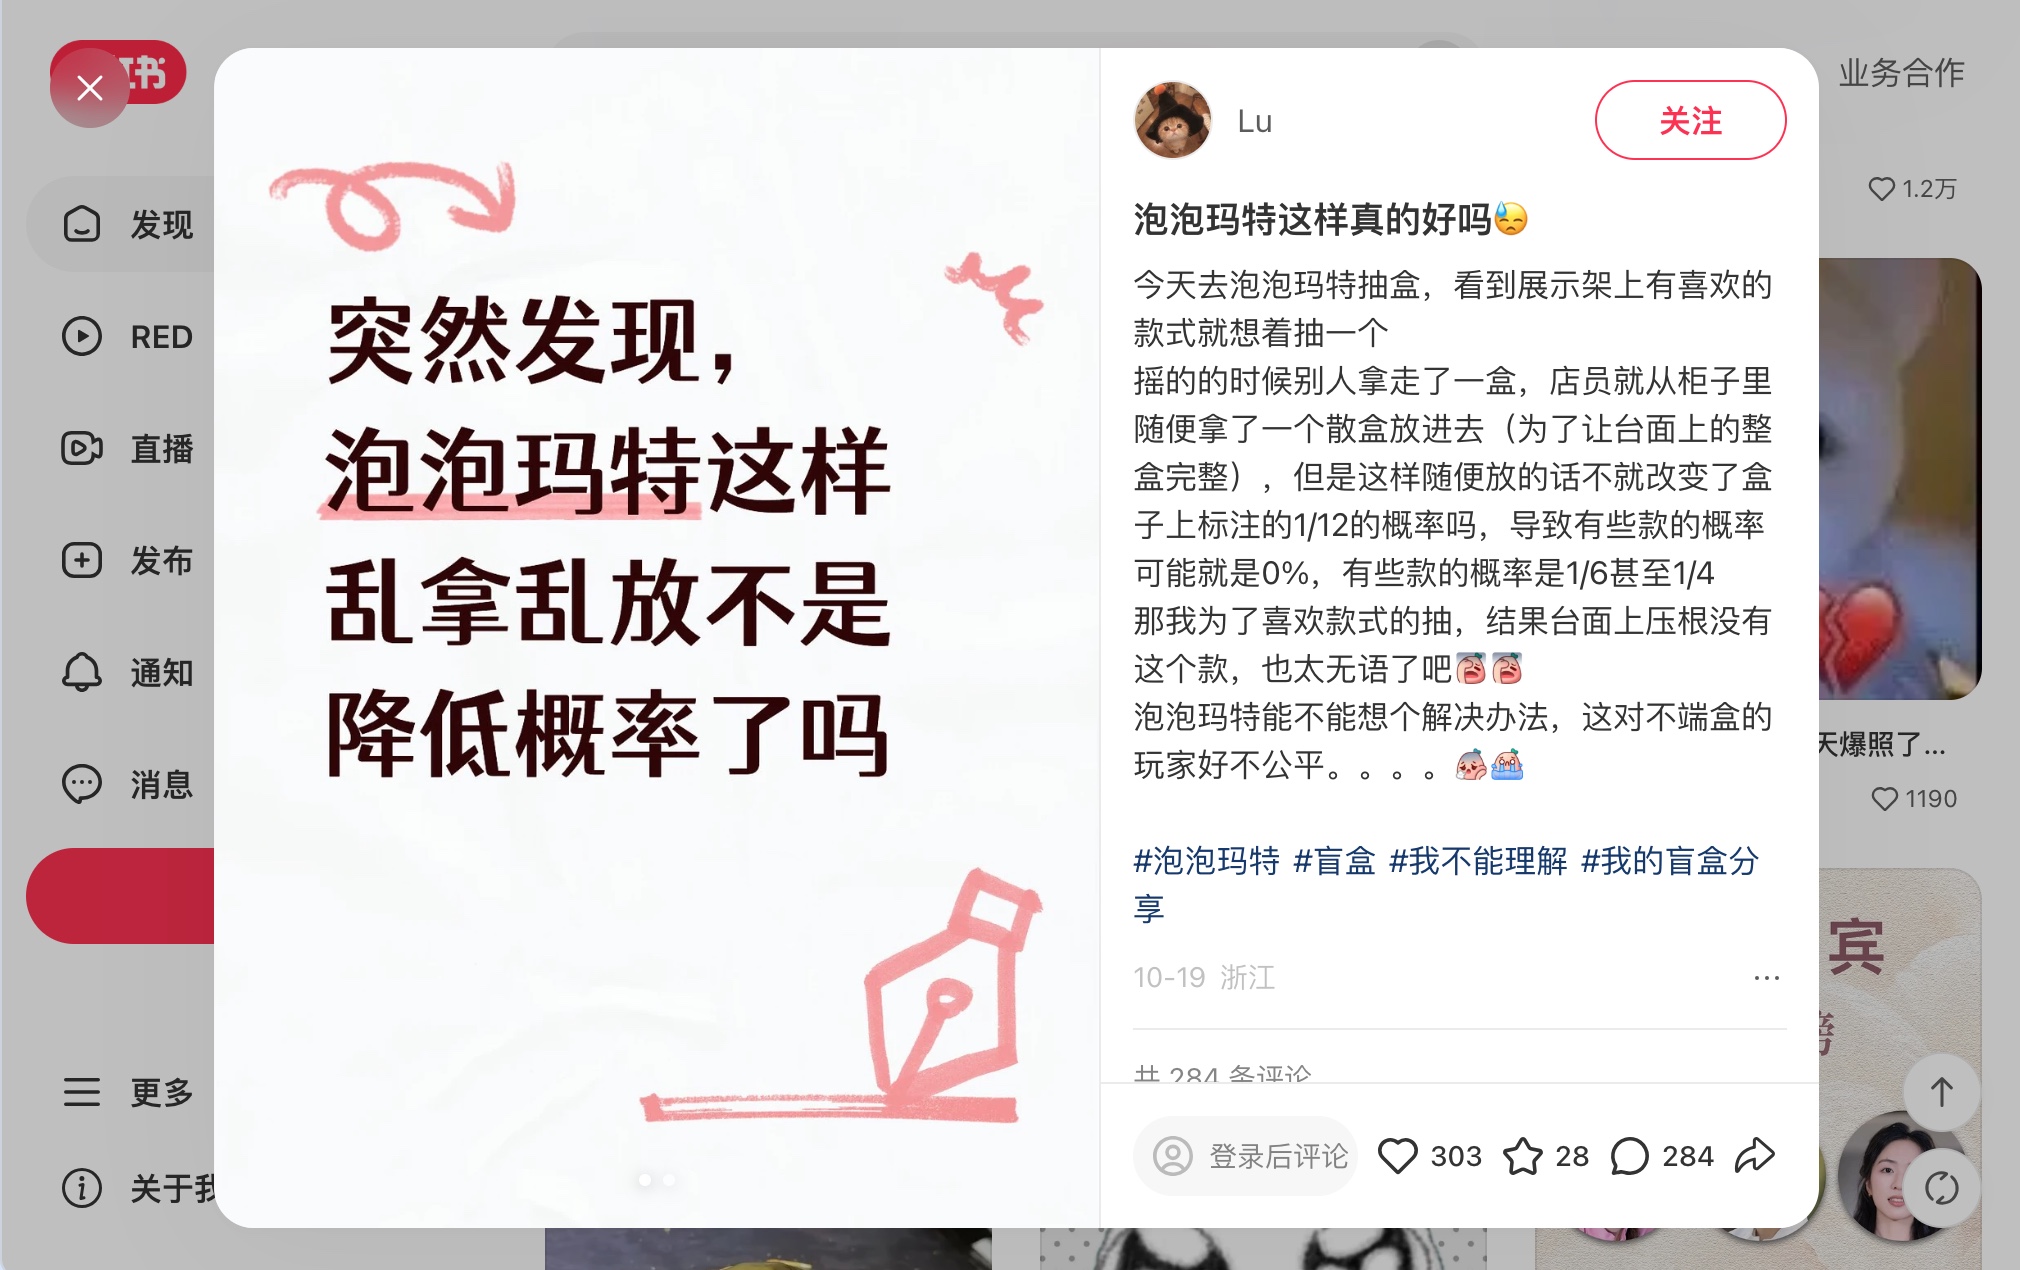 书
业务合作
发现
RED
直播
发布
通知
消息
更多
关于我
突然发现，
泡泡玛特这样
乱拿乱放不是
降低概率了吗
Lu
关注
泡泡玛特这样真的好吗😓
今天去泡泡玛特抽盒，看到展示架上有喜欢的
款式就想着抽一个
摇的的时候别人拿走了一盒，店员就从柜子里
随便拿了一个散盒放进去（为了让台面上的整
盒完整），但是这样随便放的话不就改变了盒
子上标注的1/12的概率吗，导致有些款的概率
可能就是0%，有些款的概率是1/6甚至1/4
那我为了喜欢款式的抽，结果台面上压根没有
这个款，也太无语了吧
泡泡玛特能不能想个解决办法，这对不端盒的
玩家好不公平。。。。
#泡泡玛特 #盲盒 #我不能理解 #我的盲盒分
享
10-19 浙江
共 284 条评论
登录后评论
303
28
284
1.2万
天爆照了...
1190
宾